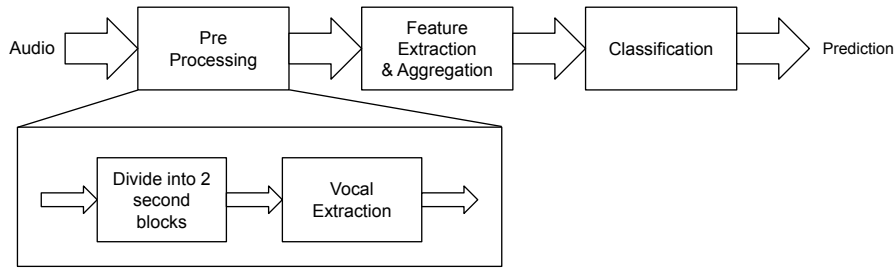 Audio
Pre
Processing
Feature
Extraction
& Aggregation
Classification
Prediction
Divide into 2
second
blocks
Vocal
Extraction